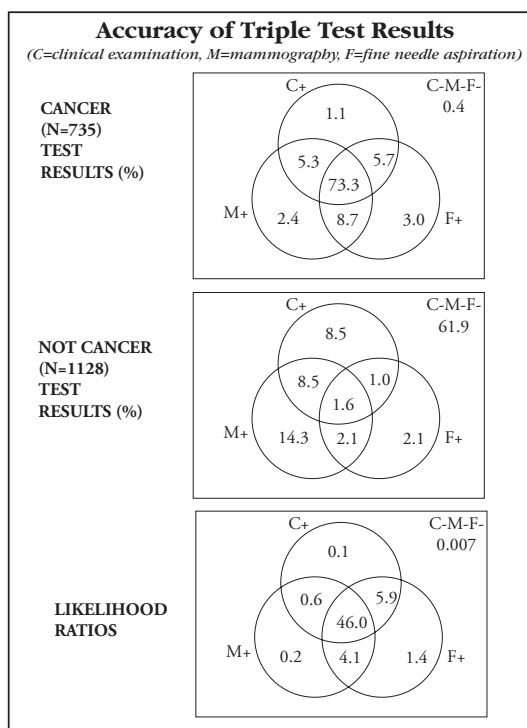 Accuracy of Triple Test Results
(C=clinical examination, M=mammography, F=fine needle aspiration)
CANCER
(N=735)
TEST
RESULTS (%)
C+
C-M-F-
0.4
1.1
5.3
5.7
73.3
M+
2.4
8.7
3.0
F+
NOT CANCER
(N=1128)
TEST
RESULTS (%)
C+
C-M-F-
61.9
8.5
8.5
1.0
1.6
M+
14.3
2.1
2.1
F+
LIKELIHOOD
RATIOS
C+
C-M-F-
0.007
0.1
0.6
5.9
46.0
M+
0.2
4.1
1.4
F+